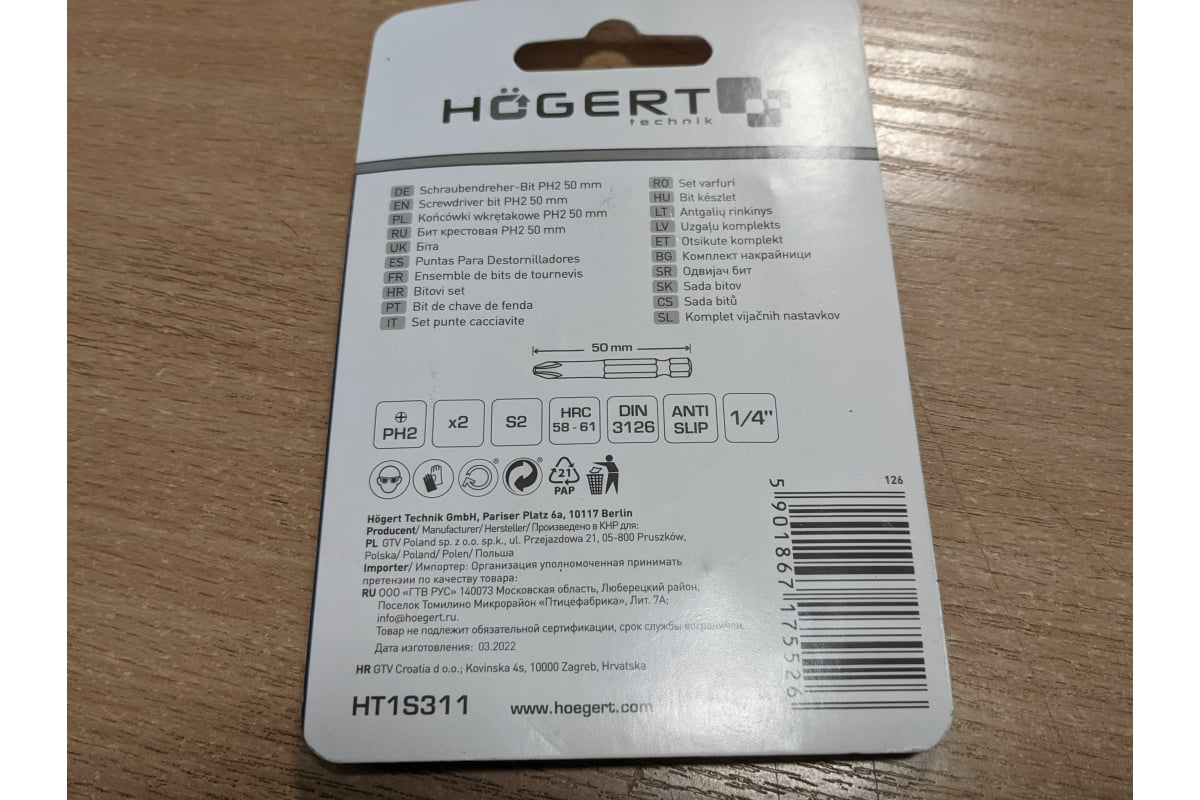 HÖGERT
technik
DE Schraubendreher-Bit PH2 50 mm
EN Screwdriver bit PH2 50 mm
PL Końcówki wkrętakowe PH2 50 mm
RU Бит крестовая PH2 50 mm
UK Біта
ES Puntas Para Destornilladores
FR Ensemble de bits de tournevis
HR Bitovi set
PT Bit de chave de fenda
IT Set punte cacciavite
RO Set varfuri
HU Bit készlet
LT Antgalių rinkinys
LV Uzgaļu komplekts
ET Otsikute komplekt
BG Комплект накрайници
SR Одвијач бит
SK Sada bitov
CS Sada bitů
SL Komplet vijačnih nastavkov
50 mm
PH2
x2
S2
HRC
58 - 61
DIN
3126
ANTI
SLIP
1/4"
21
PAP
Högert Technik GmbH, Pariser Platz 6a, 10117 Berlin
Producent/ Manufacturer/ Hersteller/ Произведено в КНР для:
PL GTV Poland sp. z o.o. sp.k., ul. Przejazdowa 21, 05-800 Pruszków,
Polska/ Poland/ Polen/ Польша
Importer/ Импортер: Организация уполномоченная принимать
претензии по качеству товара:
RU ООО «ГТВ РУС» 140073 Московская область, Люберецкий район,
Поселок Томилино Микрорайон «Птицефабрика», Лит. 7А;
info@hoegert.ru.
Товар не подлежит обязательной сертификации, срок службы неограничен.
Дата изготовления: 03.2022
HR GTV Croatia d o.o.; Kovinska 4s, 10000 Zagreb, Hrvatska
HT1S311
www.hoegert.com
126
5 901867 175526